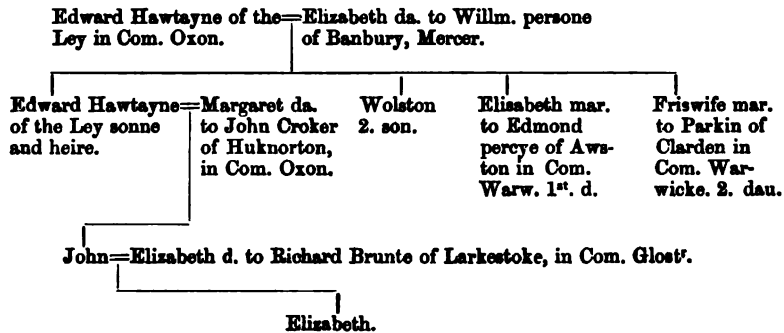 Edward Hawtayne of the=Elizabeth da. to Willm. persone
Ley in Com. Oxon. of Banbury, Mercer.
Edward Hawtayne=Margaret da.
of the Ley sonne to John Croker
and heire. of Huknorton,
in Com. Oxon.
Wolston
2. son.
Elisabeth mar.
to Edmond
percye of Aws-
ton in Com.
Warw. 1st. d.
Friswife mar.
to Parkin of
Clarden in
Com. War-
wicke. 2. dau.
John=Elizabeth d. to Richard Brunte of Larkestoke, in Com. Glostr.
Elizabeth.